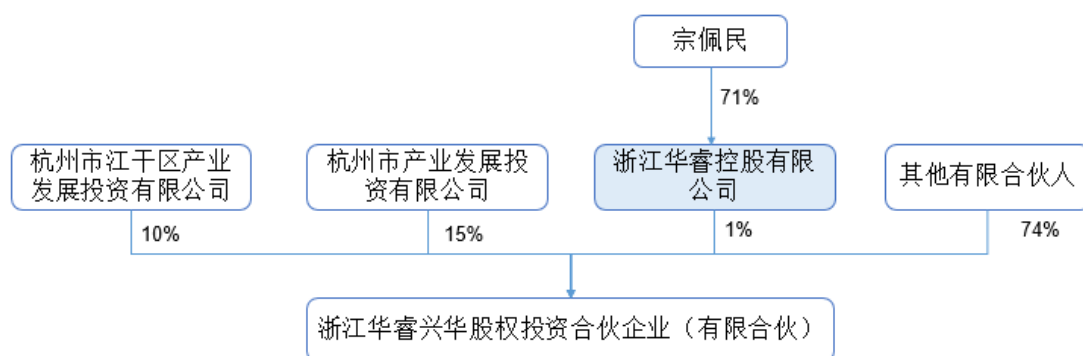 宗佩民
71%
杭州市江干区产业
发展投资有限公司
杭州市产业发展投
资有限公司
浙江华睿控股有限
公司
其他有限合伙人
10%
15%
1%
74%
浙江华睿兴华股权投资合伙企业（有限合伙）